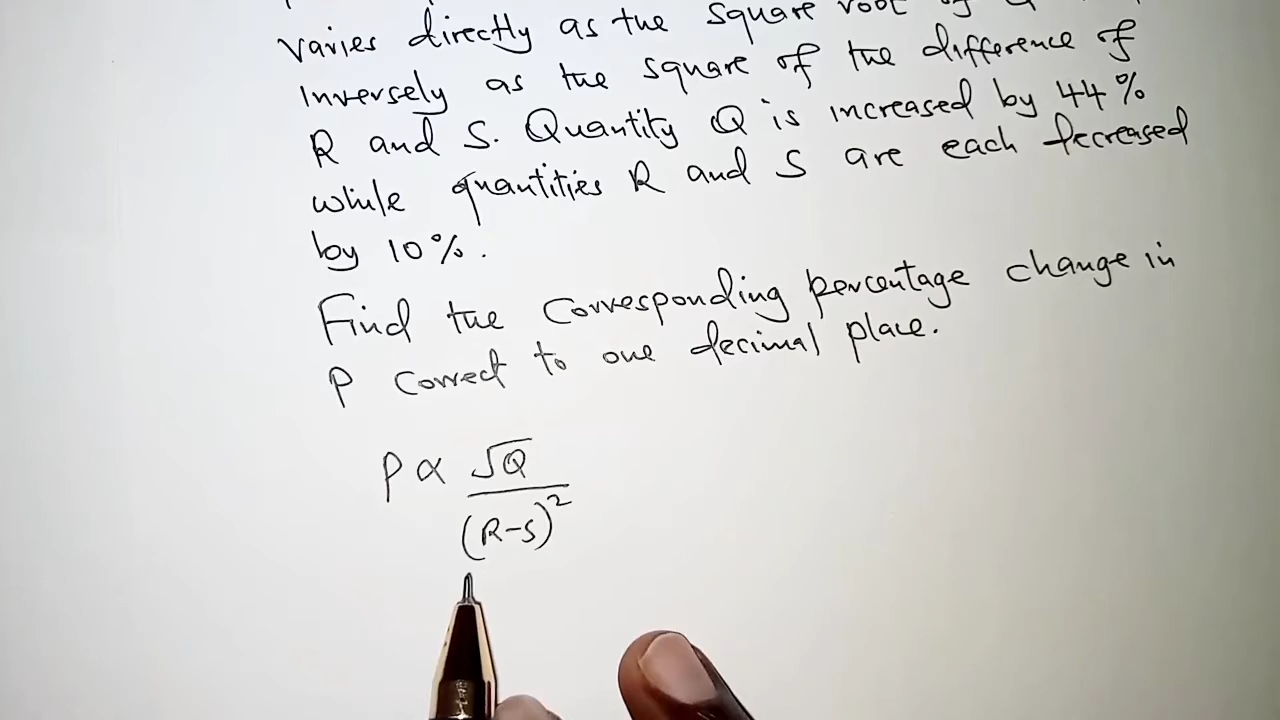 varies directly as the square root of Q
inversely as the square of the difference of
R and S. Quantity Q is increased by 44%
while quantities R and S are each decreased
by 10%.
Find the corresponding percentage change in
P correct to one decimal place.
P ∝ √Q
(R-S)²